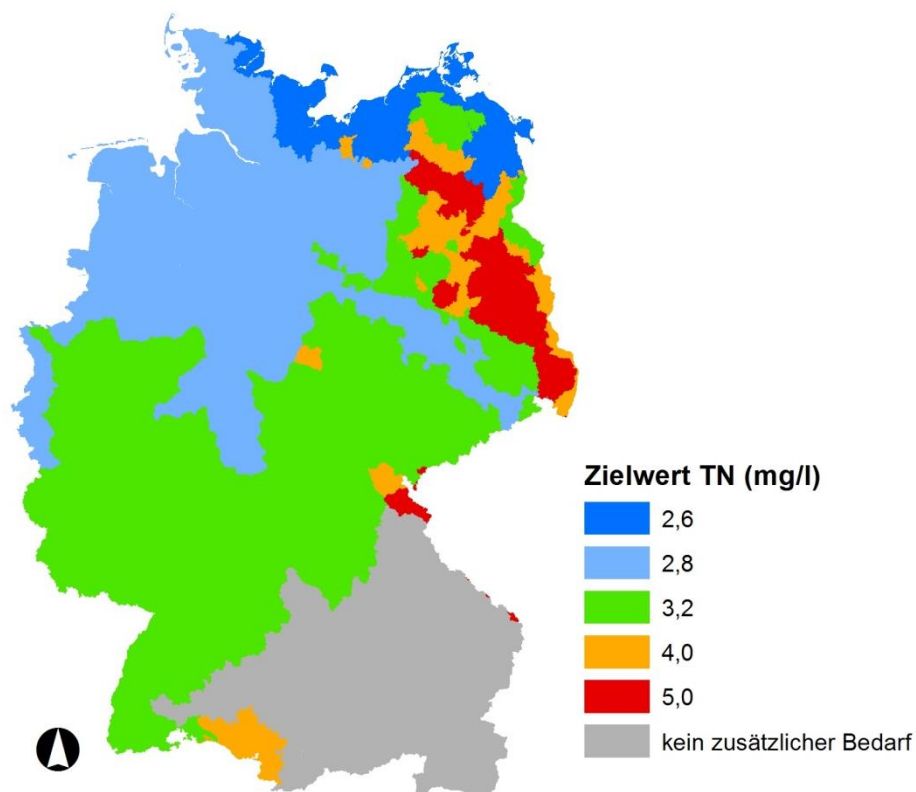 Zielwert TN (mg/l)
2,6
2,8
3,2
4,0
5,0
kein zusätzlicher Bedarf